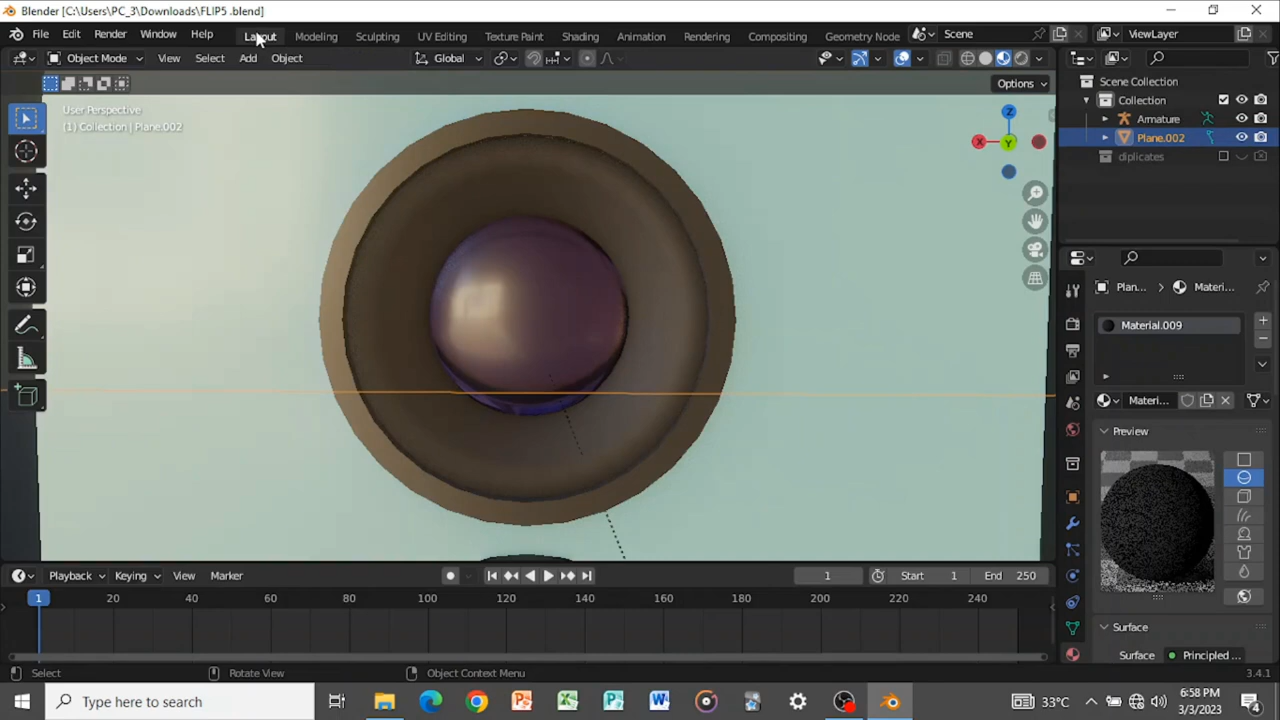 Blender [C:\Users\PC_3\Downloads\FLIP5 .blend]
File Edit Render Window Help Layout Modeling Sculpting UV Editing Texture Paint Shading Animation Rendering Compositing Geometry Node Scene ViewLayer
Object Mode View Select Add Object Global
Options
User Perspective
(1) Collection | Plane.002
Z
X
Y
Scene Collection
Collection
Armature
Plane.002
diplicates
Plan... Materi...
Material.009
Materi...
Preview
Surface
Surface Principled ...
Playback Keying View Marker 1 Start 1 End 250
1 20 40 60 80 100 120 140 160 180 200 220 240
Select Rotate View Object Context Menu 3.4.1
Type here to search
33°C
6:58 PM
3/3/2023
4